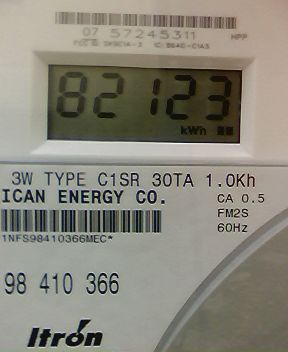 07 57245311 HPP
82123
kWh
3W TYPE C1SR 30TA 1.0Kh
ICAN ENERGY CO.
CA 0.5
FM2S
60Hz
1NFS98410366MEC*
98 410 366
Itron